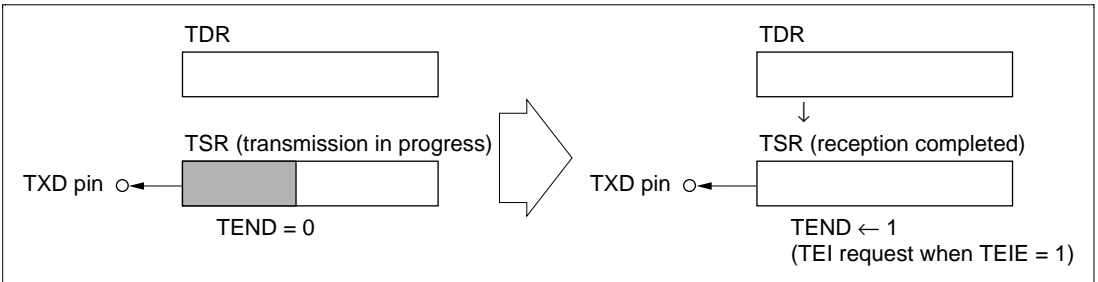 TDR
TSR (transmission in progress)
TXD pin
TEND = 0
TDR
↓
TSR (reception completed)
TXD pin
TEND ← 1
(TEI request when TEIE = 1)